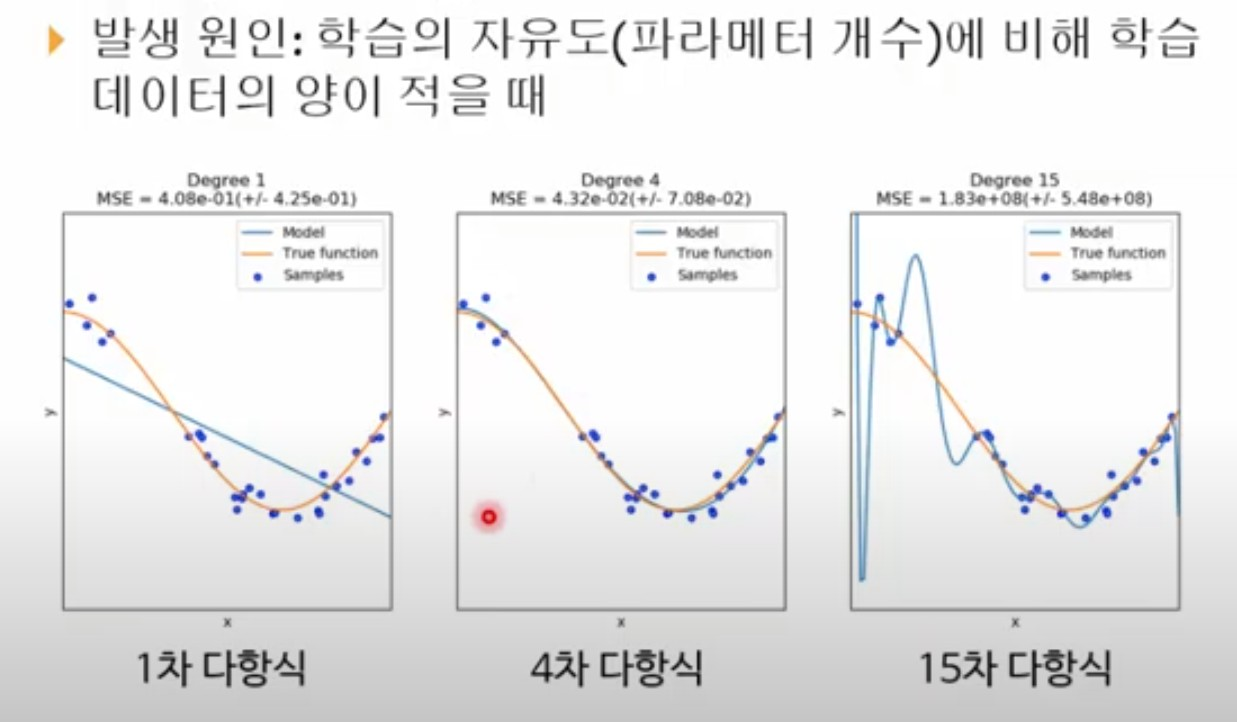 발생 원인: 학습의 자유도(파라메터 개수)에 비해 학습
데이터의 양이 적을 때
Degree 1
MSE = 4.08e-01(+/- 4.25e-01)
Model
True function
Samples
y
x
1차 다항식
Degree 4
MSE = 4.32e-02(+/- 7.08e-02)
Model
True function
Samples
y
x
4차 다항식
Degree 15
MSE = 1.83e+08(+/- 5.48e+08)
Model
True function
Samples
y
x
15차 다항식